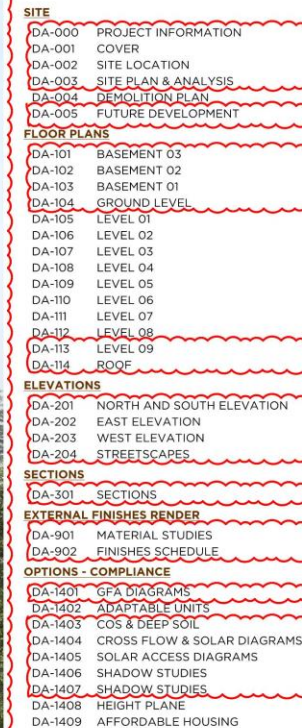 SITE
DA-000 PROJECT INFORMATION
DA-001 COVER
DA-002 SITE LOCATION
DA-003 SITE PLAN & ANALYSIS
DA-004 DEMOLITION PLAN
DA-005 FUTURE DEVELOPMENT
FLOOR PLANS
DA-101 BASEMENT 03
DA-102 BASEMENT 02
DA-103 BASEMENT 01
DA-104 GROUND LEVEL
DA-105 LEVEL 01
DA-106 LEVEL 02
DA-107 LEVEL 03
DA-108 LEVEL 04
DA-109 LEVEL 05
DA-110 LEVEL 06
DA-111 LEVEL 07
DA-112 LEVEL 08
DA-113 LEVEL 09
DA-114 ROOF
ELEVATIONS
DA-201 NORTH AND SOUTH ELEVATION
DA-202 EAST ELEVATION
DA-203 WEST ELEVATION
DA-204 STREETSCAPES
SECTIONS
DA-301 SECTIONS
EXTERNAL FINISHES RENDER
DA-901 MATERIAL STUDIES
DA-902 FINISHES SCHEDULE
OPTIONS - COMPLIANCE
DA-1401 GFA DIAGRAMS
DA-1402 ADAPTABLE UNITS
DA-1403 COS & DEEP SOIL
DA-1404 CROSS FLOW & SOLAR DIAGRAMS
DA-1405 SOLAR ACCESS DIAGRAMS
DA-1406 SHADOW STUDIES
DA-1407 SHADOW STUDIES
DA-1408 HEIGHT PLANE
DA-1409 AFFORDABLE HOUSING